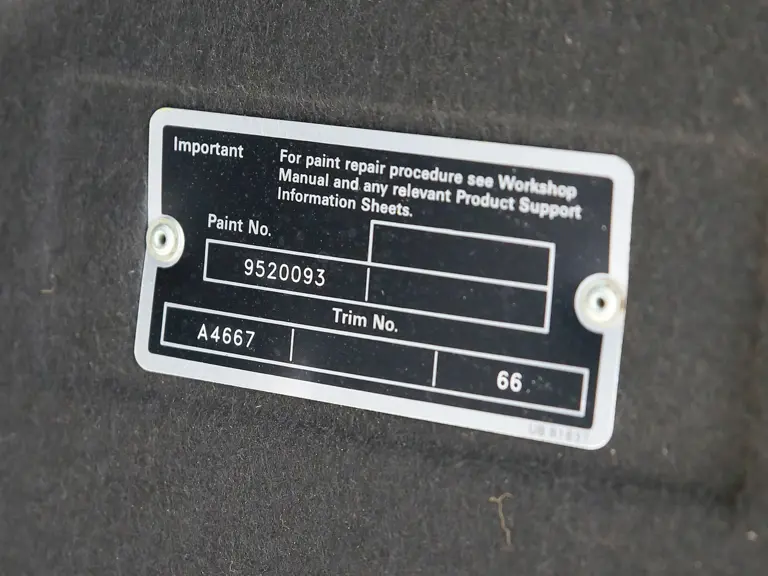 Important
For paint repair procedure see Workshop
Manual and any relevant Product Support
Information Sheets.
Paint No.
9520093
Trim No.
A4667
66